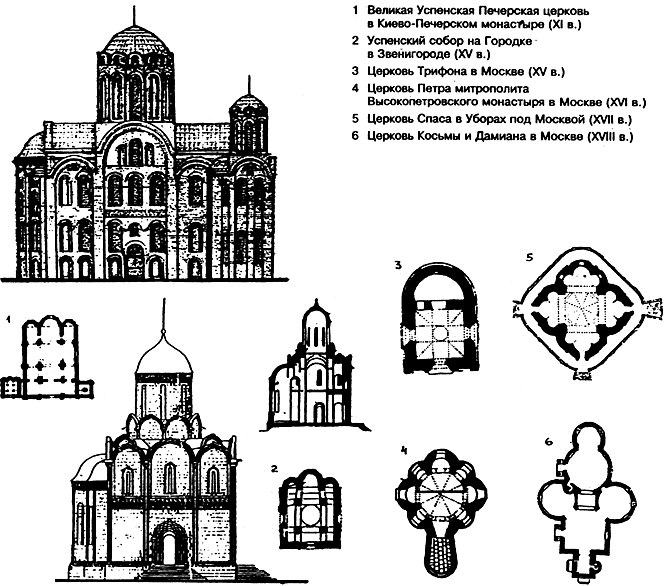 1 Великая Успенская Печерская церковь
в Киево-Печерском монастыре (XI в.)
2 Успенский собор на Городке
в Звенигороде (XV в.)
3 Церковь Трифона в Москве (XV в.)
4 Церковь Петра митрополита
Высокопетровского монастыря в Москве (XVI в.)
5 Церковь Спаса в Уборах под Москвой (XVII в.)
6 Церковь Косьмы и Дамиана в Москве (XVIII в.)
3
5
1
2
4
6